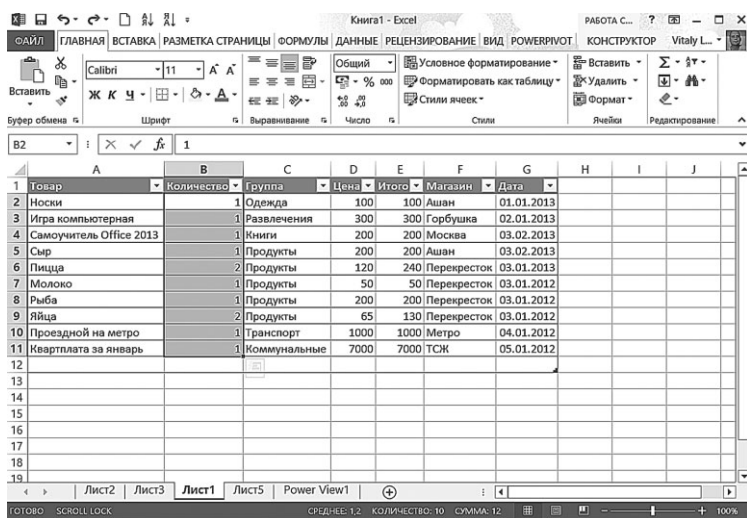 Книга1 - Excel РАБОТА С... ?
ФАЙЛ ГЛАВНАЯ ВСТАВКА РАЗМЕТКА СТРАНИЦЫ ФОРМУЛЫ ДАННЫЕ РЕЦЕНЗИРОВАНИЕ ВИД POWERPIVOT КОНСТРУКТОР Vitaly L...
Calibri 11 Общий Условное форматирование Вставить
Вставить Ж К Ч % 000 Форматировать как таблицу Удалить
Стили ячеек Формат
Буфер обмена Шрифт Выравнивание Число Стили Ячейки Редактирование
B2 fx 1
A B C D E F G H I J
1 Товар Количество Группа Цена Итого Магазин Дата
2 Носки 1 Одежда 100 100 Ашан 01.01.2013
3 Игра компьютерная 1 Развлечения 300 300 Горбушка 02.01.2013
4 Самоучитель Office 2013 1 Книги 200 200 Москва 03.02.2013
5 Сыр 1 Продукты 200 200 Ашан 03.02.2013
6 Пицца 2 Продукты 120 240 Перекресток 03.01.2013
7 Молоко 1 Продукты 50 50 Перекресток 03.01.2012
8 Рыба 1 Продукты 200 200 Перекресток 03.01.2012
9 Яйца 2 Продукты 65 130 Перекресток 03.01.2012
10 Проездной на метро 1 Транспорт 1000 1000 Метро 04.01.2012
11 Квартплата за январь 1 Коммунальные 7000 7000 ТСЖ 05.01.2012
12
13
14
15
16
17
18
19
Лист2 Лист3 Лист1 Лист5 Power View1
ГОТОВО SCROLL LOCK СРЕДНЕЕ: 1,2 КОЛИЧЕСТВО: 10 СУММА: 12 100%